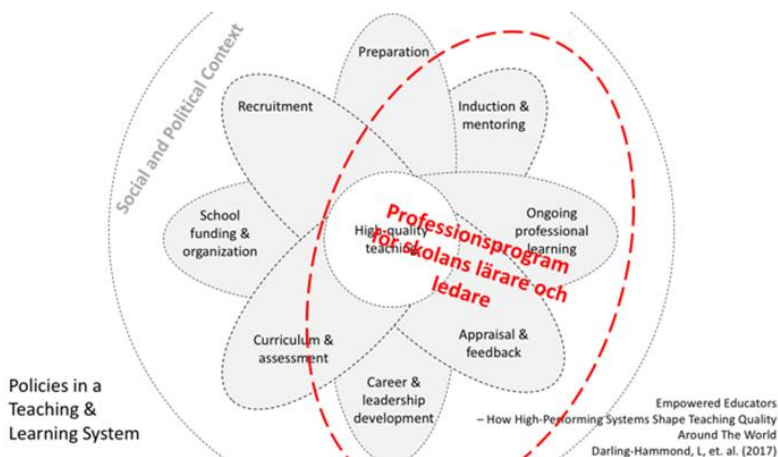 Social and Political Context
Preparation
Recruitment
Induction &
mentoring
School
funding &
organization
High-quality
teaching
Ongoing
professional
learning
Professionsprogram
för skolans lärare och
ledare
Curriculum &
assessment
Appraisal &
feedback
Career &
leadership
development
Policies in a
Teaching &
Learning System
Empowered Educators
– How High-Performing Systems Shape Teaching Quality
Around The World
Darling-Hammond, L, et. al. (2017)